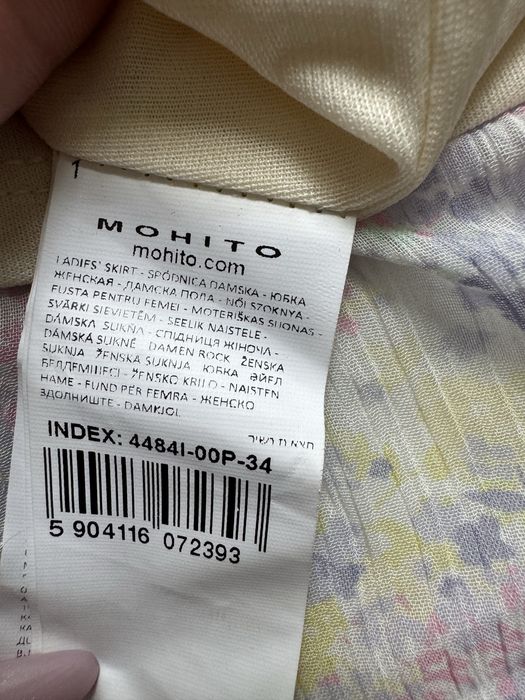 1
MOHITO
mohito.com
LADIES' SKIRT - SPÓDNICA DAMSKA - ЮБКА
ЖЕНСКАЯ - ДАМСКА ПОЛА - NŐI SZOKNYA -
FUSTA PENTRU FEMEI - MOTERIŠKAS SIJONAS -
SVĀRKI SIEVIETĒM - SEELIK NAISTELE -
DÁMSKA SUKŇA - СПІДНИЦЯ ЖІНОЧА -
DÁMSKÁ SUKNĚ DAMEN ROCK ŽENSKA
SUKNJA ŽENSKA SUKNJA ЮБКА ӘЙЕЛ
- ŽENSKO KRILO - NAISTEN
HAME - FUND PËR FEMRA - ЖЕНСКО
ЗДОЛНИШТЕ - DAMKJOL
INDEX: 4484I-00P-34
5 904116 072393